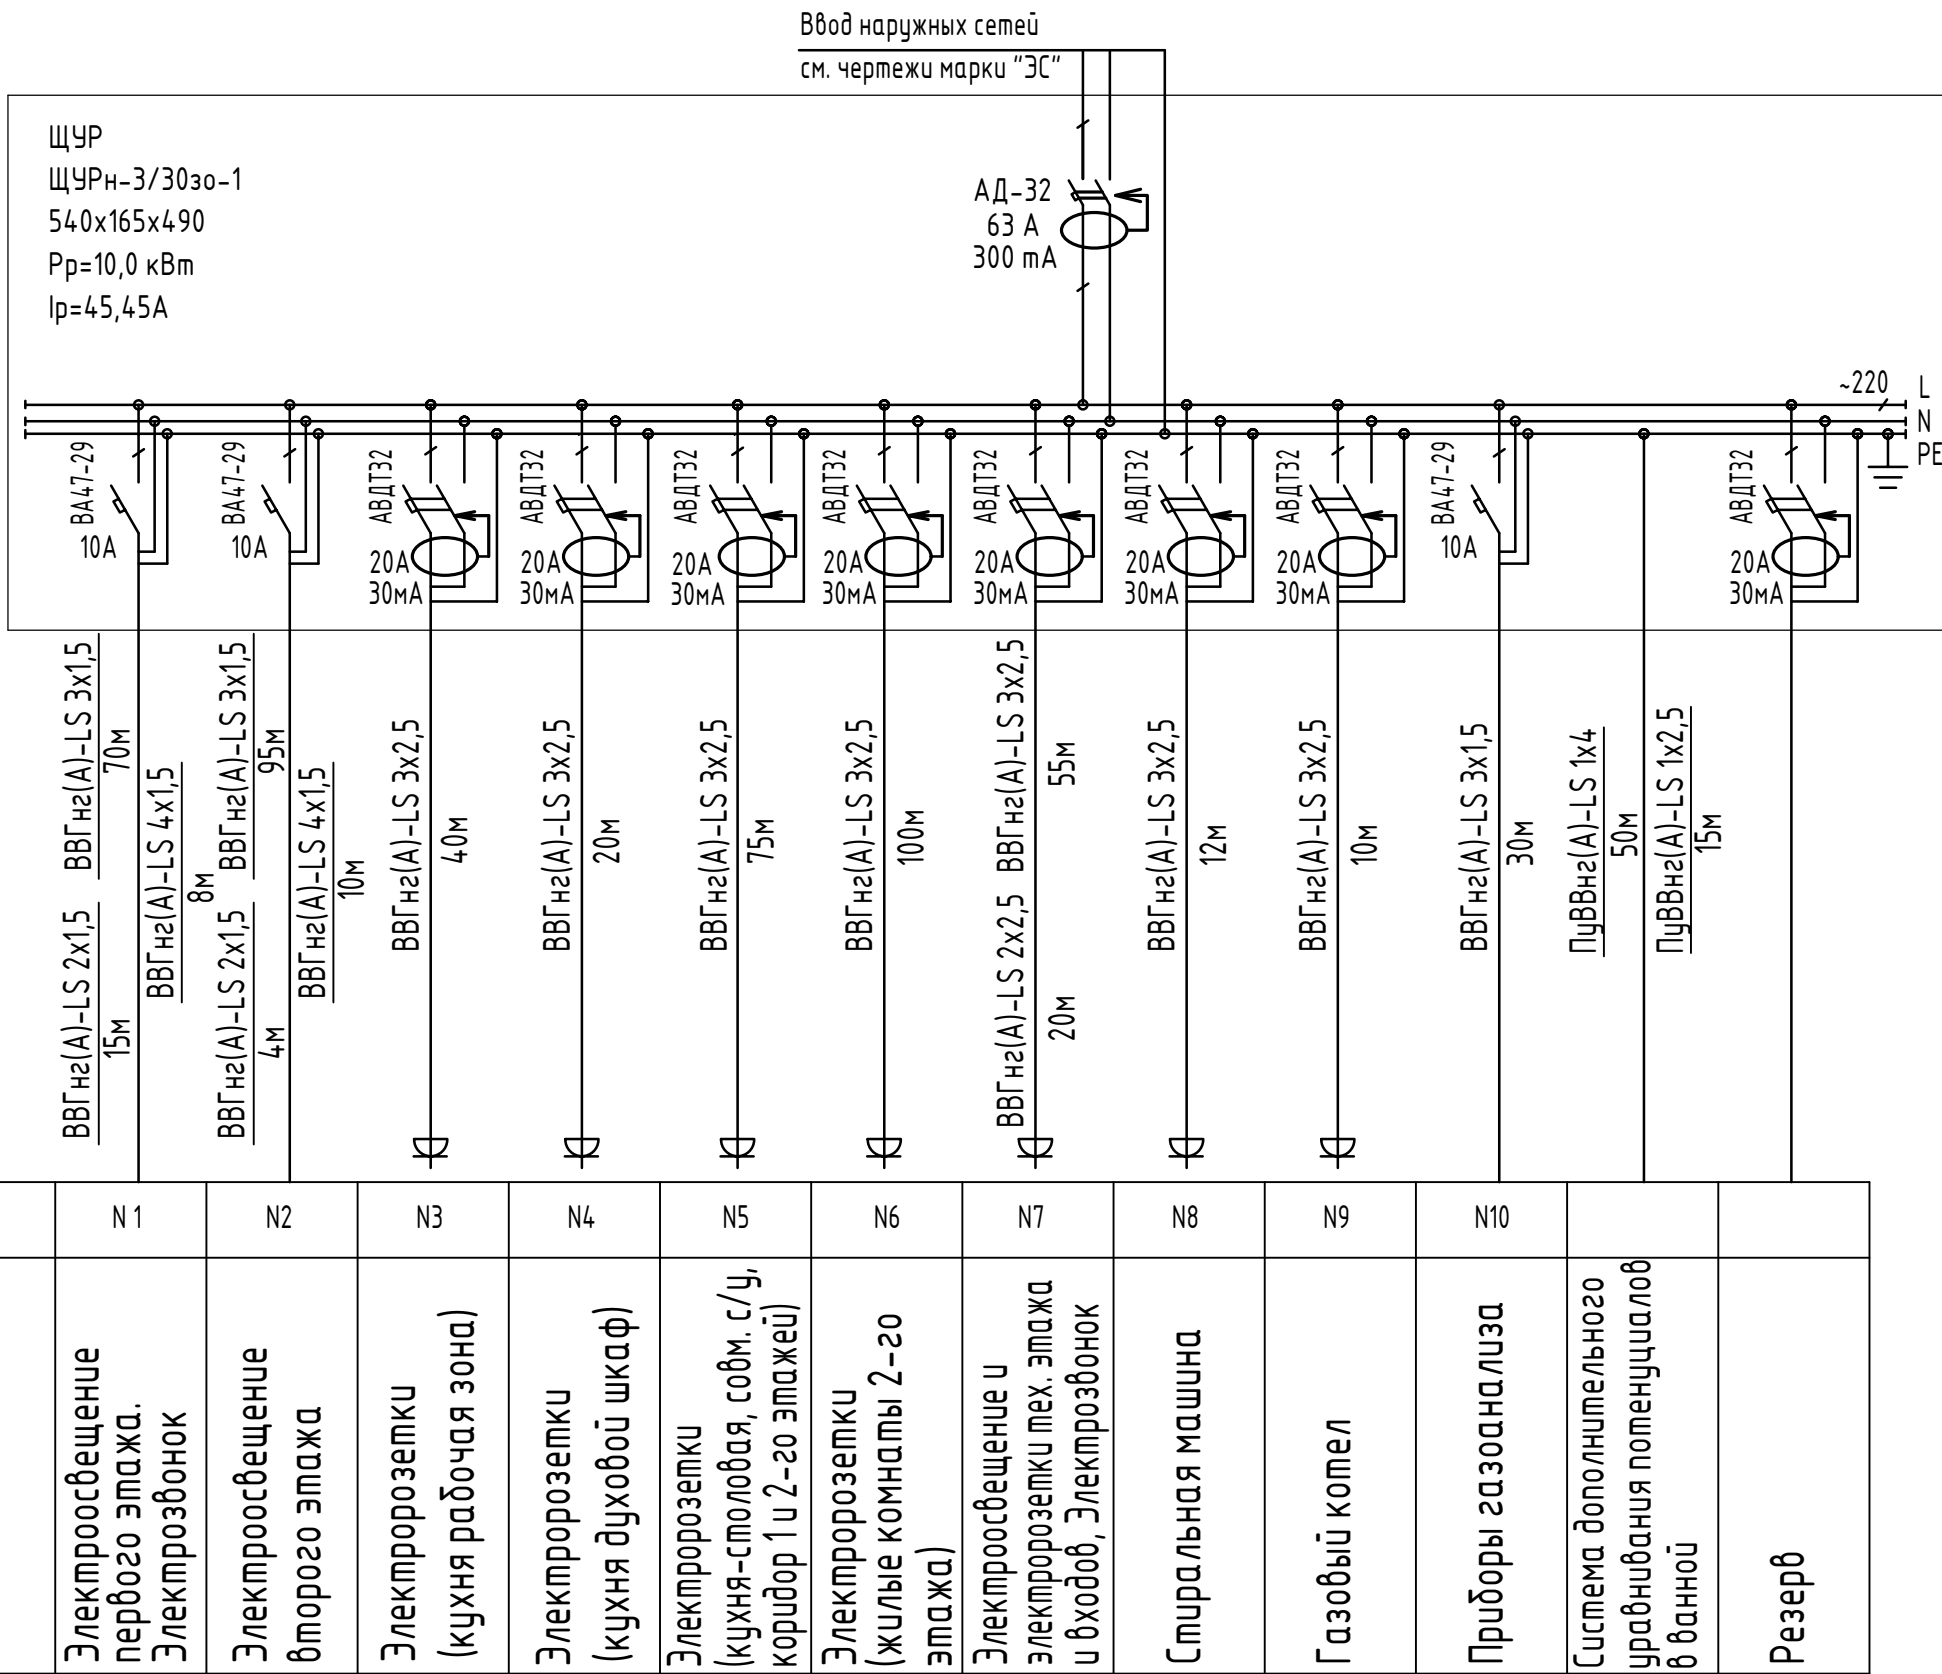 Ввод наружных сетей
см. чертежи марки "ЭС"
ЩУР
ЩУРн-3/30зо-1
540х165х490
Рр=10,0 кВт
Iр=45,45А
АД-32
63 А
300 mA
~220
L
N
PE
ВА47-29
10А
ВА47-29
10А
АВДТ32
20А
30мА
АВДТ32
20А
30мА
АВДТ32
20А
30мА
АВДТ32
20А
30мА
АВДТ32
20А
30мА
АВДТ32
20А
30мА
АВДТ32
20А
30мА
ВА47-29
10А
АВДТ32
20А
30мА
ВВГнг(А)-LS 2х1,5
15м
ВВГнг(А)-LS 3х1,5
70м
ВВГнг(А)-LS 4х1,5
8м
ВВГнг(А)-LS 2х1,5
4м
ВВГнг(А)-LS 3х1,5
95м
ВВГнг(А)-LS 4х1,5
10м
ВВГнг(А)-LS 3х2,5
40м
ВВГнг(А)-LS 3х2,5
20м
ВВГнг(А)-LS 3х2,5
75м
ВВГнг(А)-LS 3х2,5
100м
ВВГнг(А)-LS 2х2,5
20м
ВВГнг(А)-LS 3х2,5
55м
ВВГнг(А)-LS 3х2,5
12м
ВВГнг(А)-LS 3х2,5
10м
ВВГнг(А)-LS 3х1,5
30м
ПуВВнг(А)-LS 1х4
50м
ПуВВнг(А)-LS 1х2,5
15м
N 1
N2
N3
N4
N5
N6
N7
N8
N9
N10
Электроосвещение
первого этажа.
Электрозвонок
Электроосвещение
второго этажа
Электророзетки
(кухня рабочая зона)
Электророзетки
(кухня духовой шкаф)
Электророзетки
(кухня-столовая, совм. с/у,
коридор 1 и 2-го этажей)
Электророзетки
(жилые комнаты 2-го
этажа)
Электроосвещение и
электророзетки тех. этажа
и входов, Электрозвонок
Стиральная машина
Газовый котел
Приборы газоанализа
Система дополнительного
уравнивания потенуциалов
в ванной
Резерв